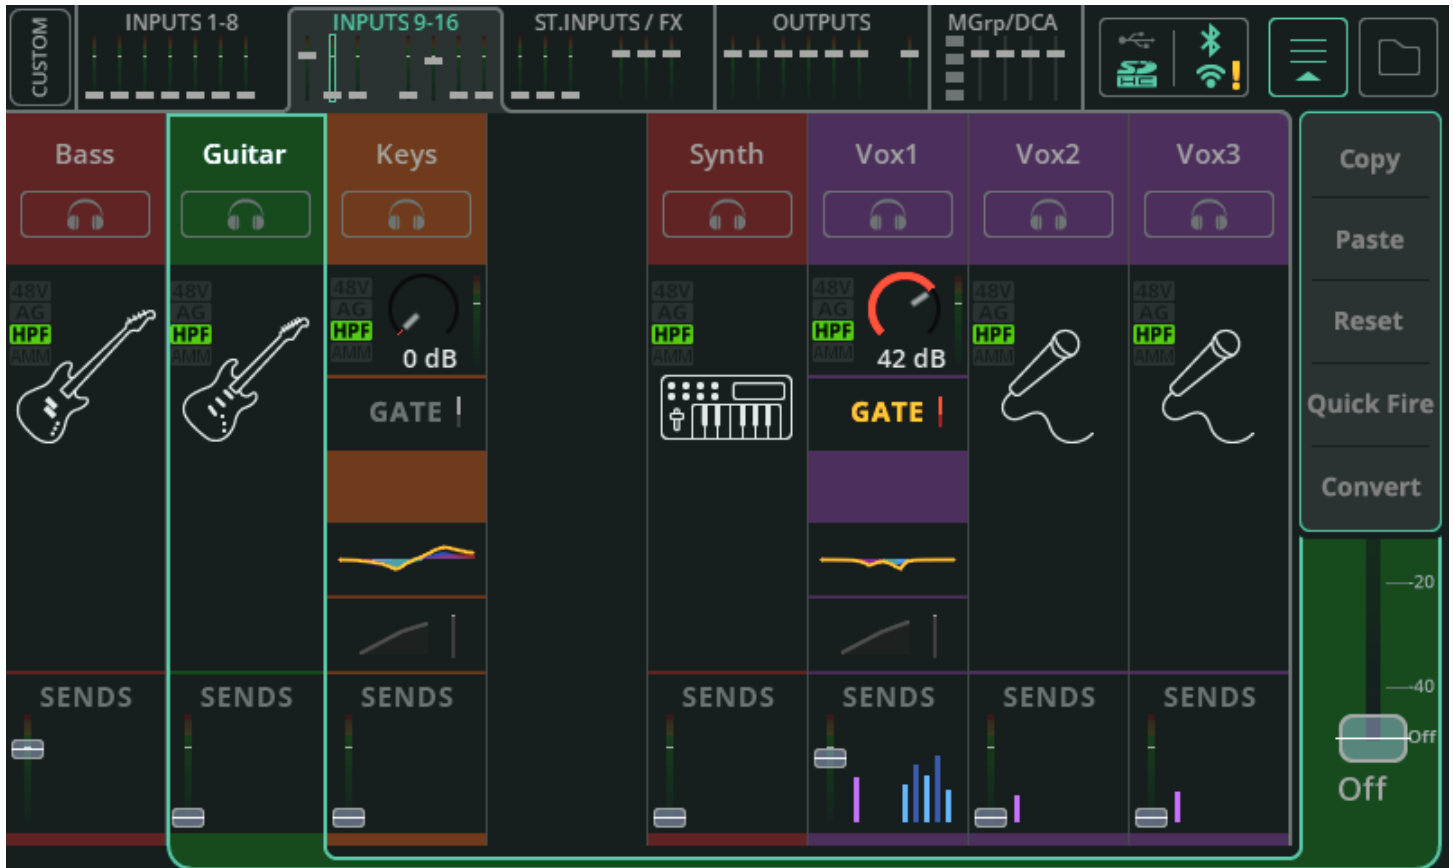 CUSTOM
INPUTS 1-8
INPUTS 9-16
ST.INPUTS / FX
OUTPUTS
MGrp/DCA
Bass
Guitar
Keys
Synth
Vox1
Vox2
Vox3
Copy
Paste
Reset
Quick Fire
Convert
48V
AG
HPF
AMM
48V
AG
HPF
AMM
48V
AG
HPF
AMM
0 dB
48V
AG
HPF
AMM
48V
AG
HPF
AMM
42 dB
48V
AG
HPF
AMM
48V
AG
HPF
AMM
GATE
GATE
SENDS
SENDS
SENDS
SENDS
SENDS
SENDS
SENDS
-20
-40
Off
Off